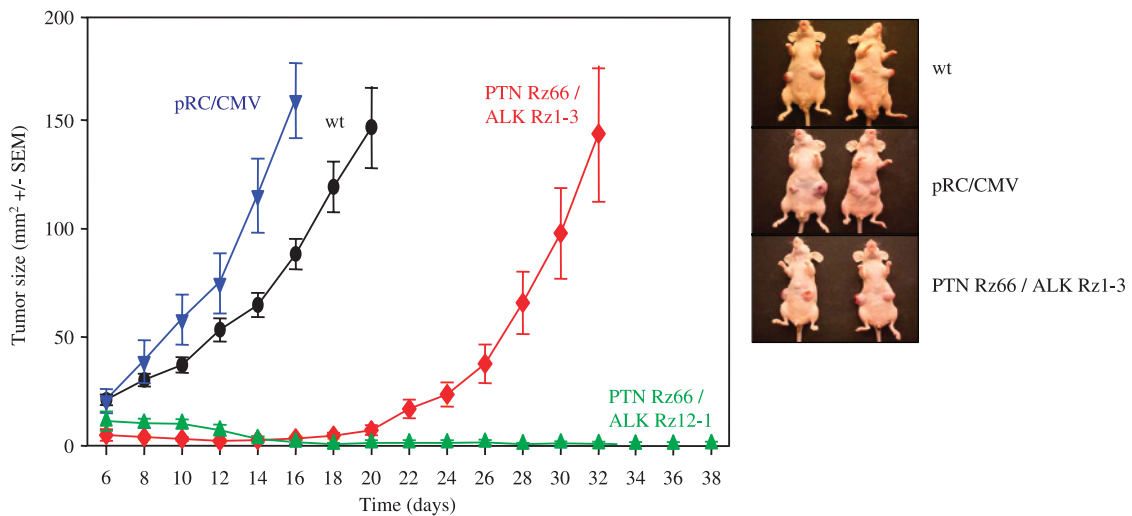 200
150
100
50
0
Tumor size (mm² +/- SEM)
pRC/CMV
wt
PTN Rz66 /
ALK Rz1-3
PTN Rz66 /
ALK Rz12-1
6 8 10 12 14 16 18 20 22 24 26 28 30 32 34 36 38
Time (days)
wt
pRC/CMV
PTN Rz66 / ALK Rz1-3